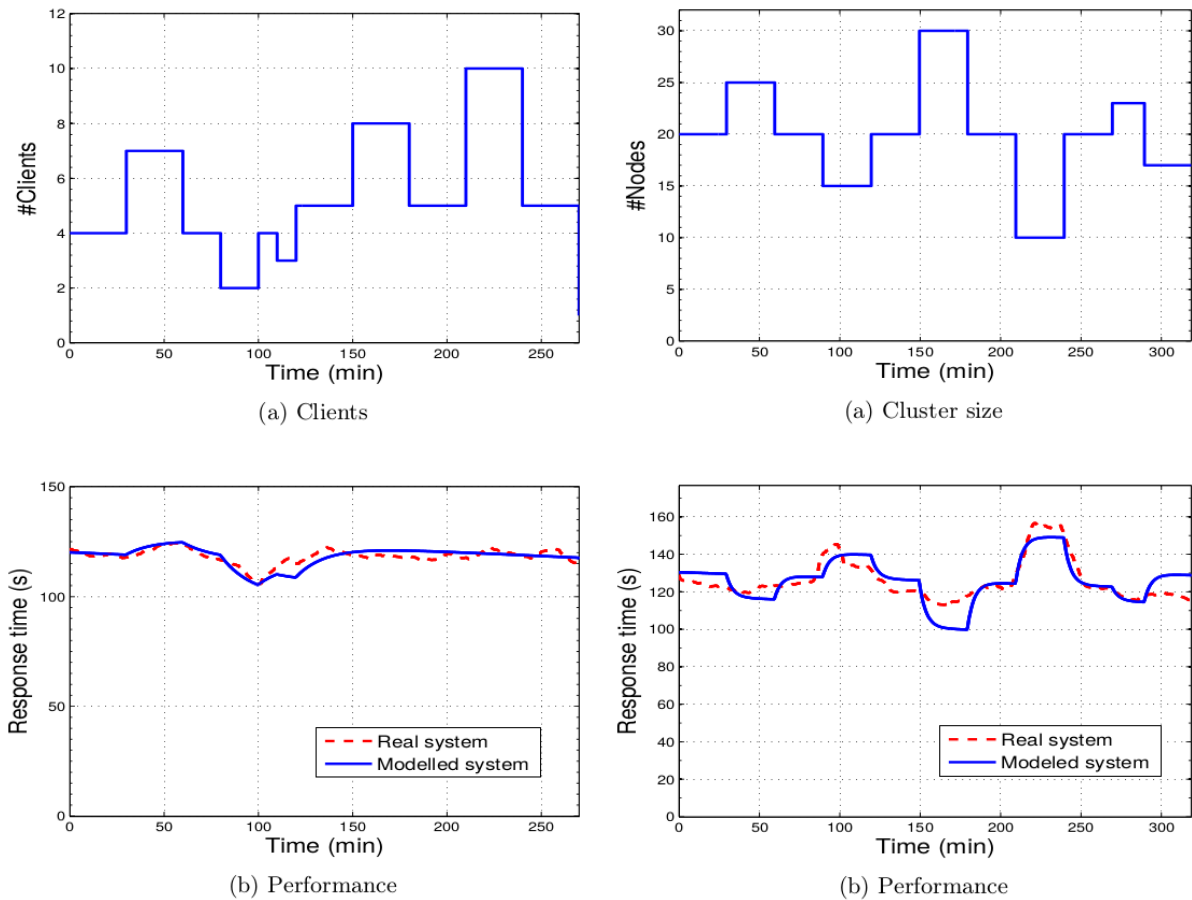 12
10
8
6
4
2
0
#Clients
0 50 100 150 200 250
Time (min)
(a) Clients
30
25
20
15
10
5
0
#Nodes
0 50 100 150 200 250 300
Time (min)
(a) Cluster size
150
100
50
0
Response time (s)
Real system
Modelled system
0 50 100 150 200 250
Time (min)
(b) Performance
160
140
120
100
80
60
40
20
0
Response time (s)
Real system
Modeled system
0 50 100 150 200 250 300
Time (min)
(b) Performance